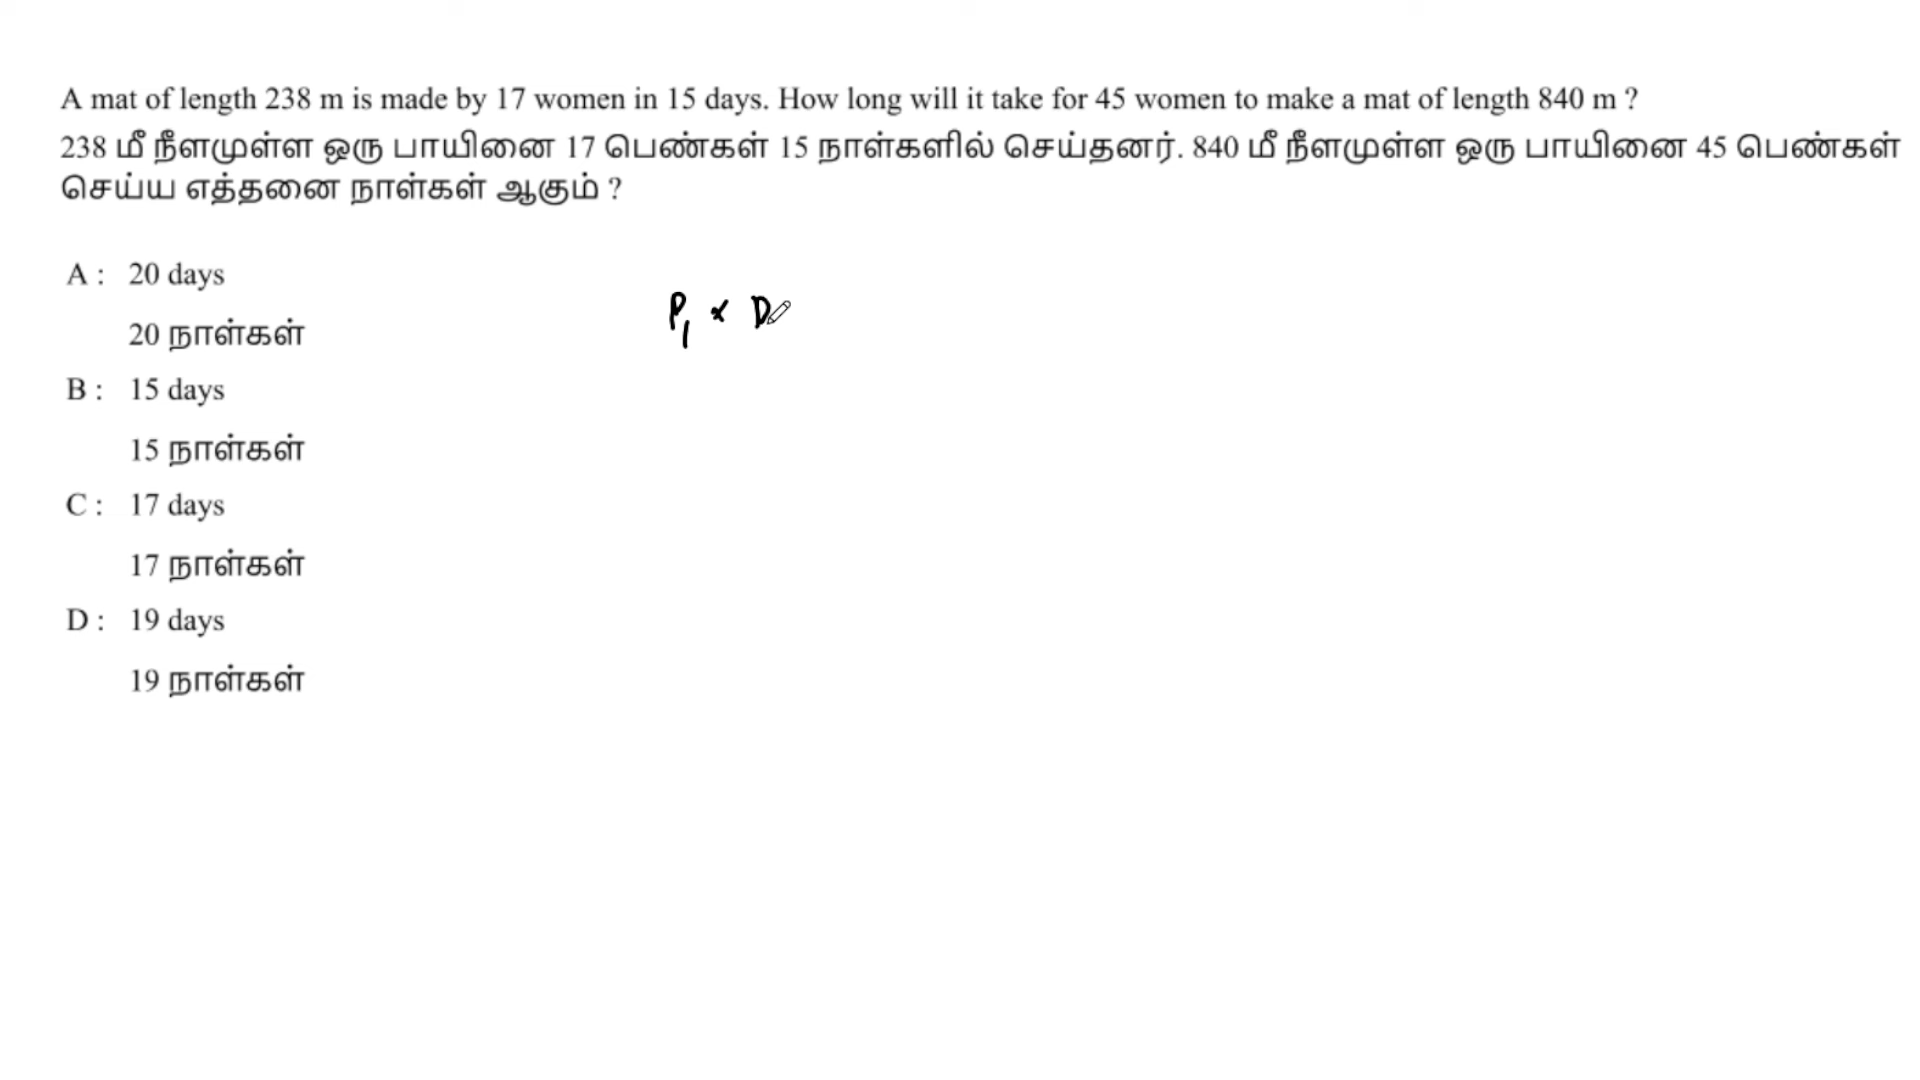 A mat of length 238 m is made by 17 women in 15 days. How long will it take for 45 women to make a mat of length 840 m ?
238 மீ நீளமுள்ள ஒரு பாயினை 17 பெண்கள் 15 நாள்களில் செய்தனர். 840 மீ நீளமுள்ள ஒரு பாயினை 45 பெண்கள்
செய்ய எத்தனை நாள்கள் ஆகும் ?
A : 20 days
20 நாள்கள்
P₁ × D
B : 15 days
15 நாள்கள்
C : 17 days
17 நாள்கள்
D : 19 days
19 நாள்கள்